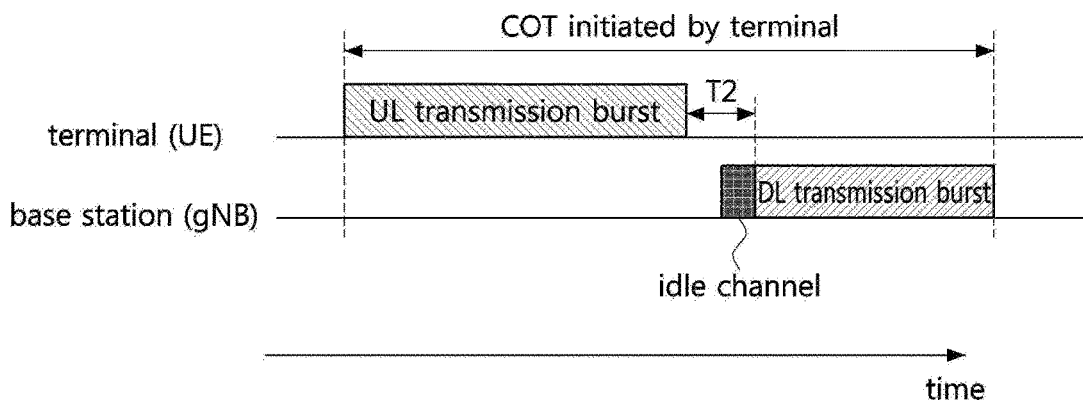 COT initiated by terminal
UL transmission burst
T2
terminal (UE)
DL transmission burst
base station (gNB)
idle channel
time